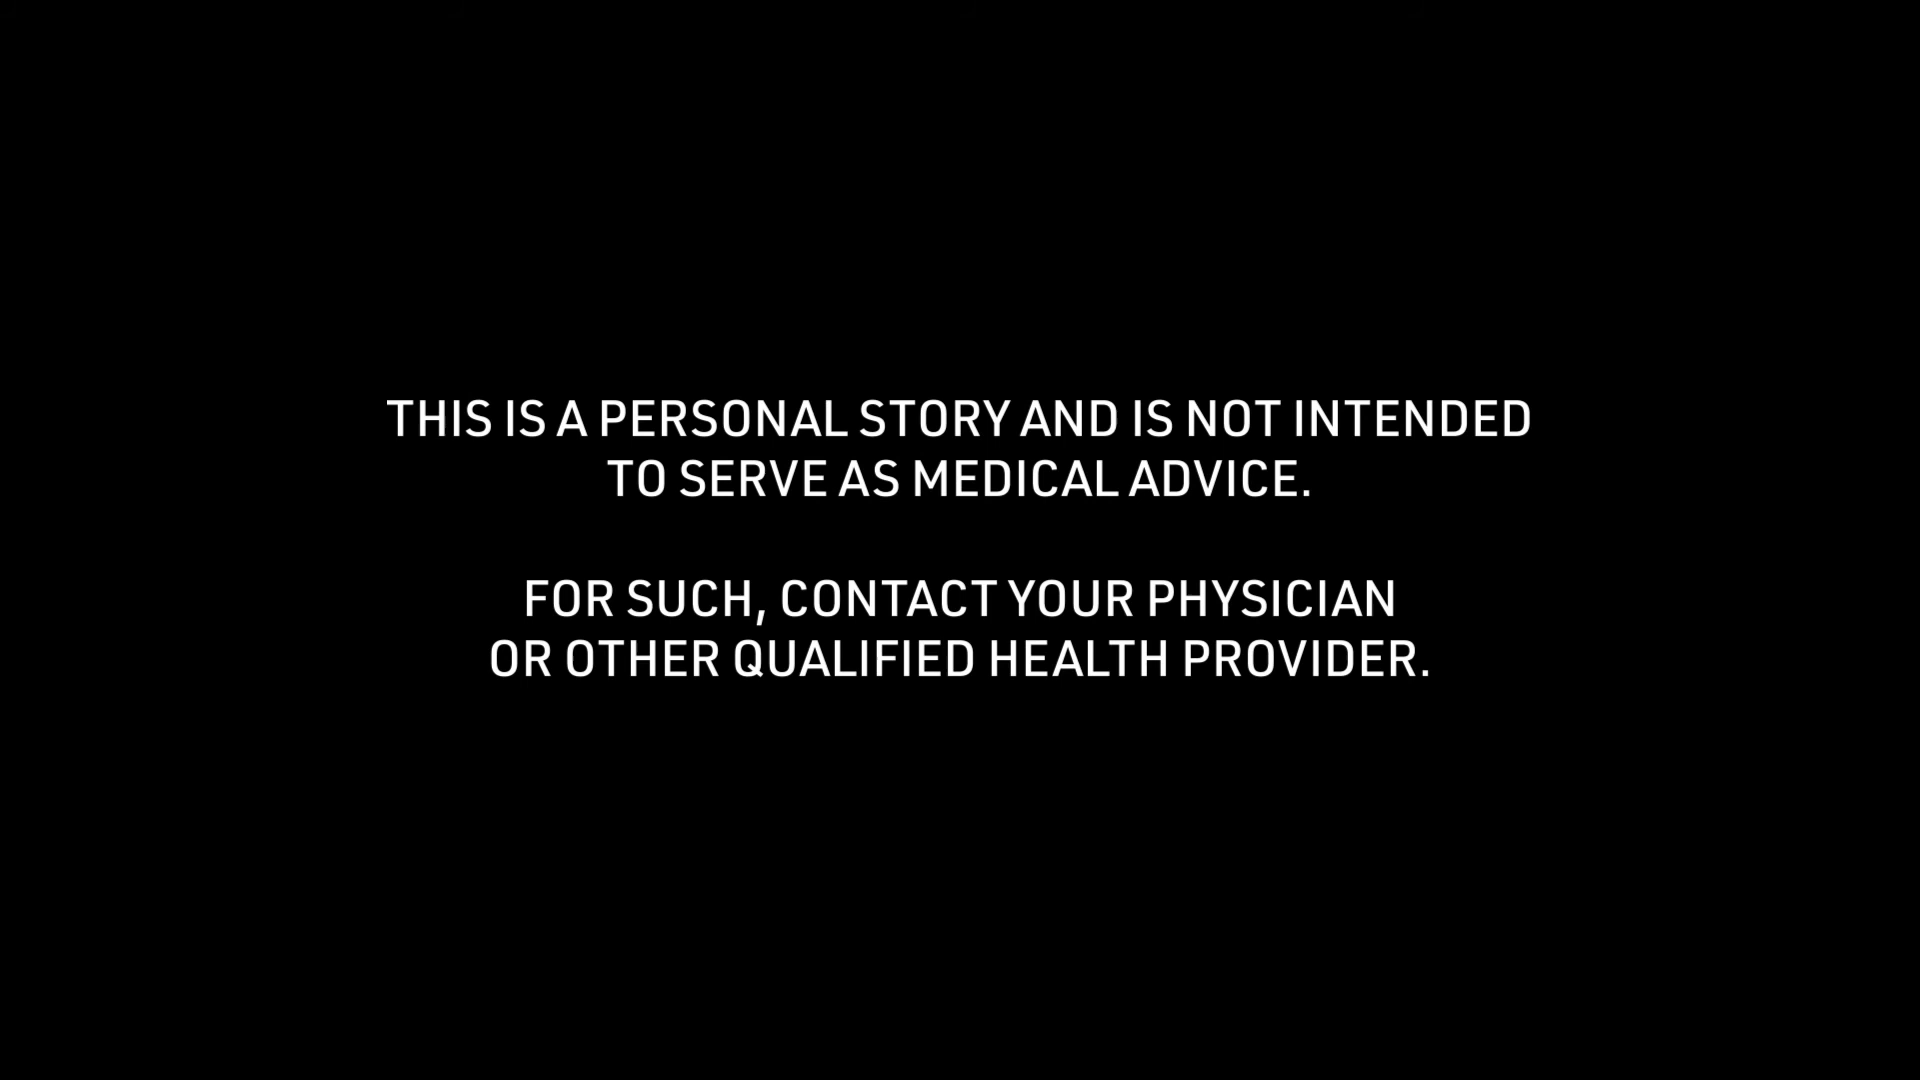 THIS IS A PERSONAL STORY AND IS NOT INTENDED
TO SERVE AS MEDICAL ADVICE.
FOR SUCH, CONTACT YOUR PHYSICIAN
OR OTHER QUALIFIED HEALTH PROVIDER.